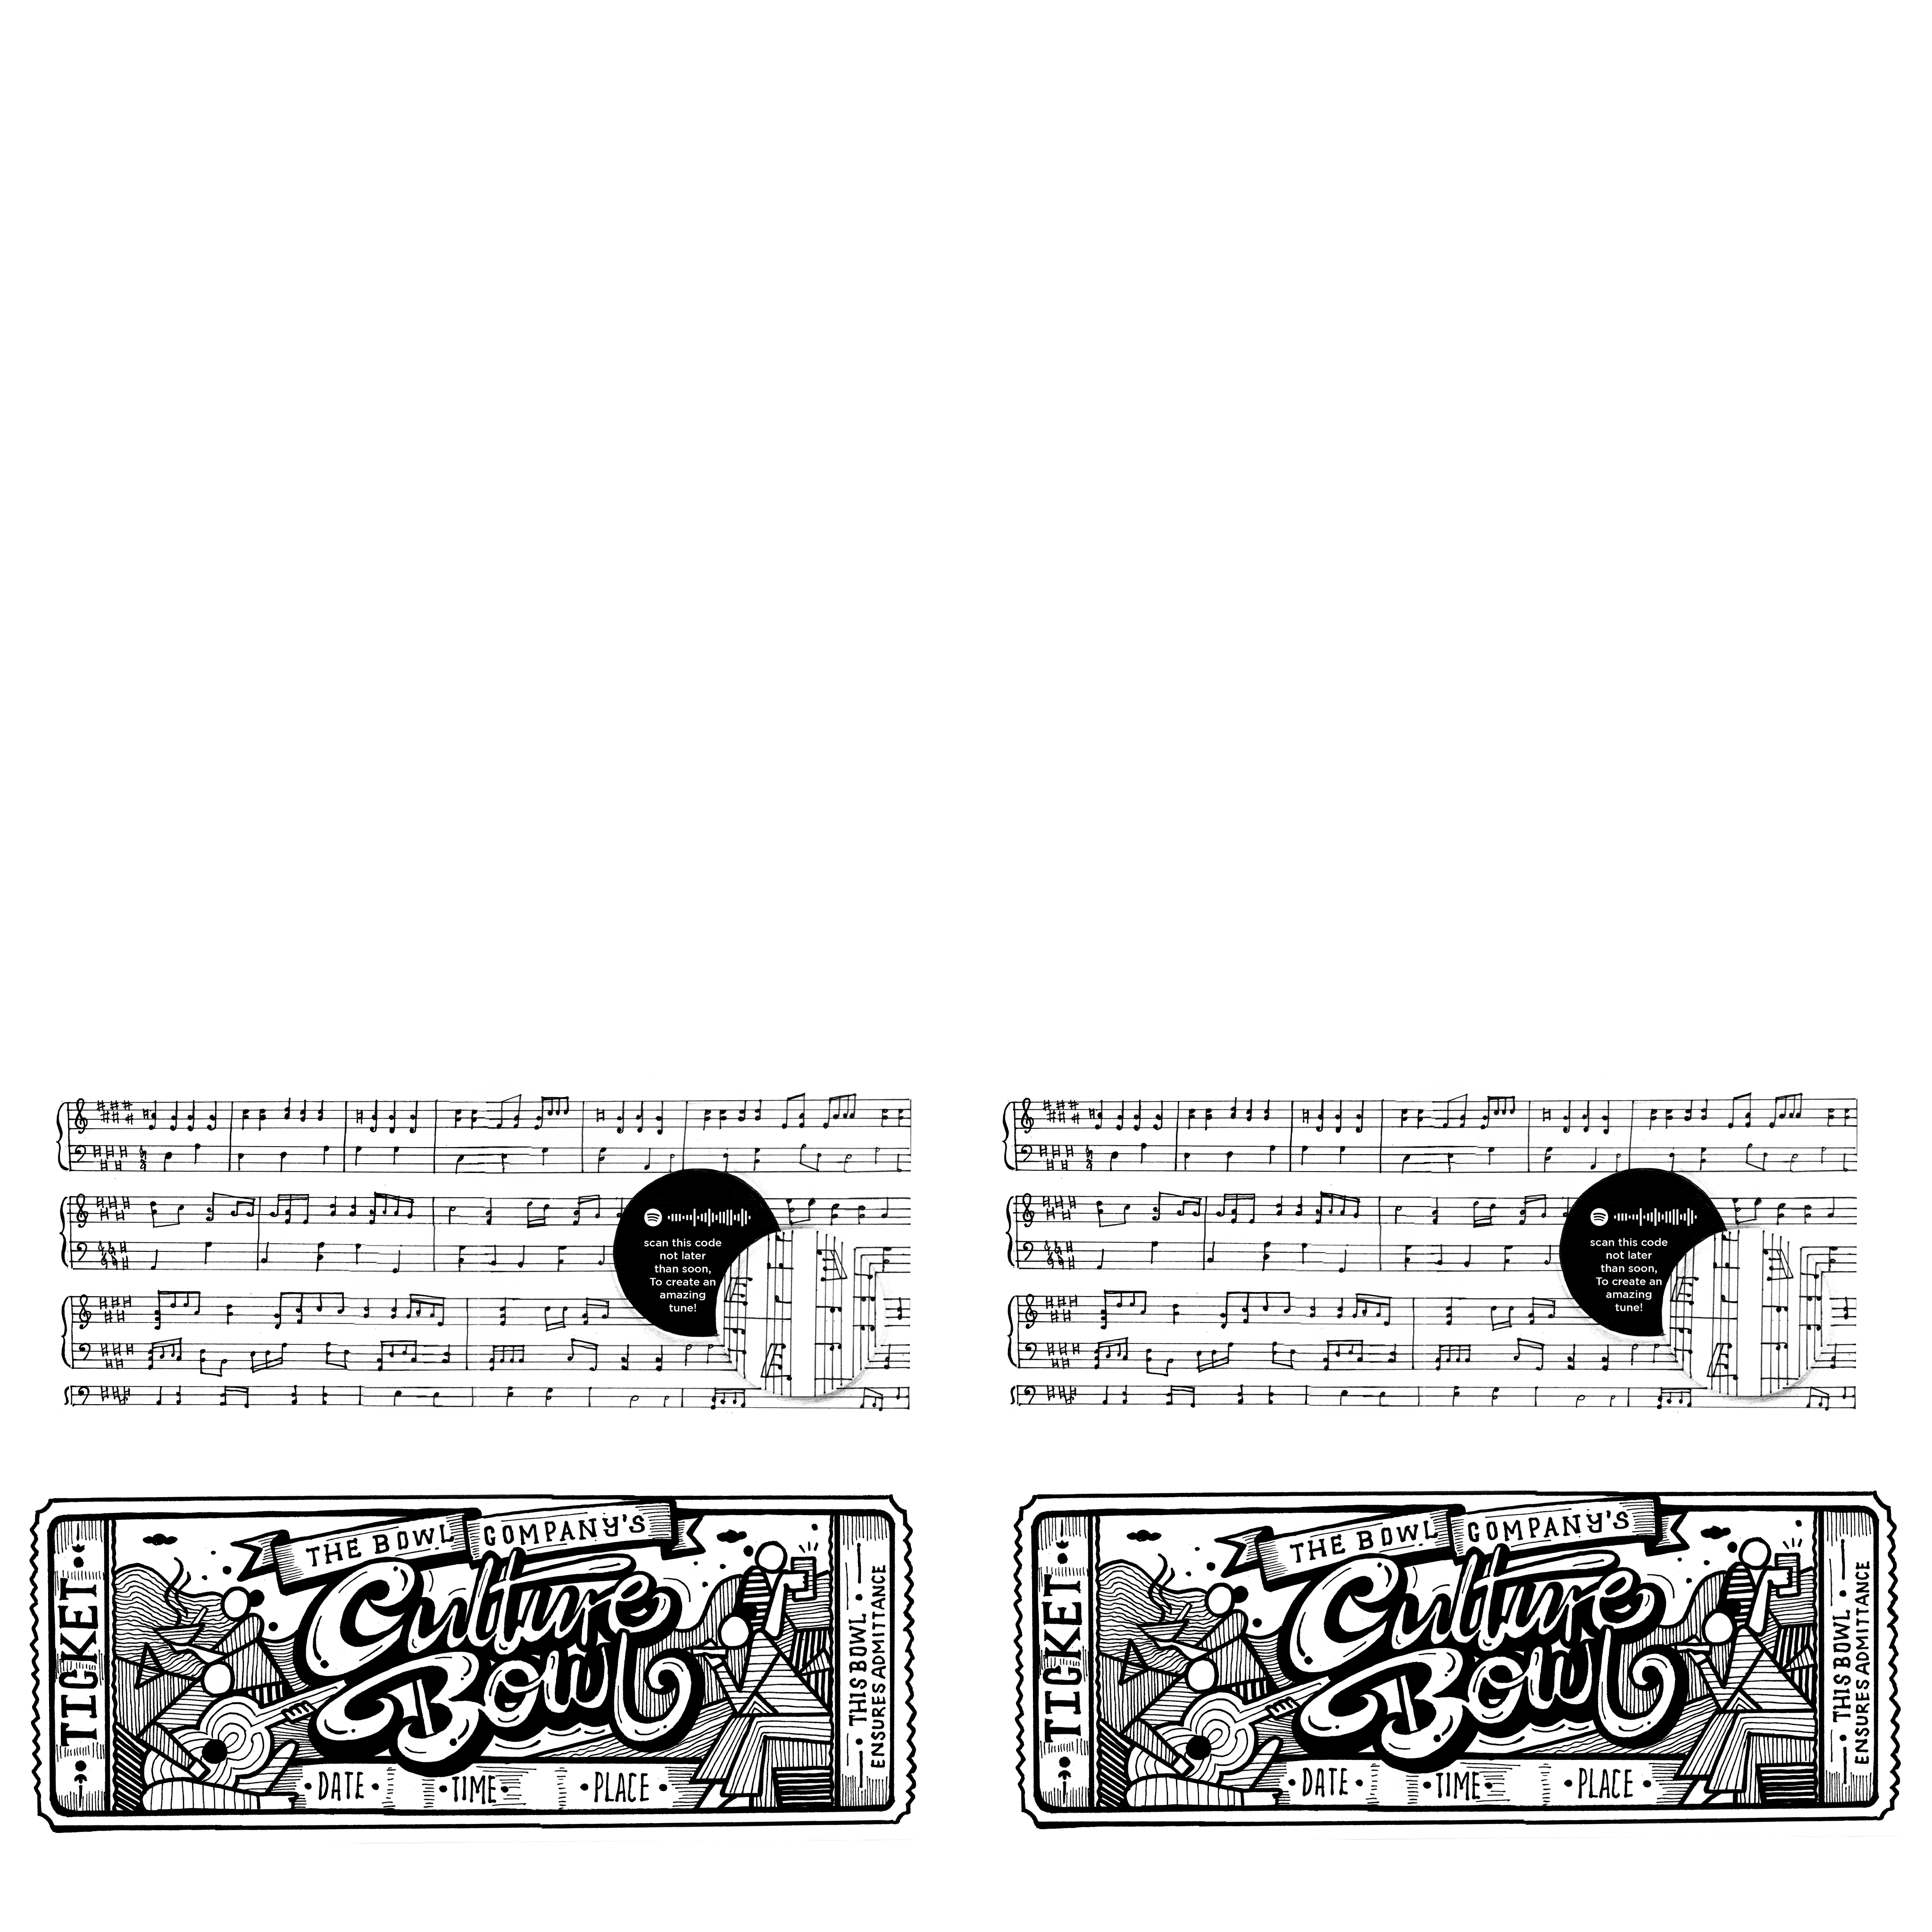 scan this code
not later
than soon,
To create an
amazing
tune!
scan this code
not later
than soon,
To create an
amazing
tune!
TICKET
THE BOWL COMPANY'S
Culture
Bowl
• DATE • • TIME • • PLACE •
• THIS BOWL •
ENSURES ADMITTANCE
TICKET
THE BOWL COMPANY'S
Culture
Bowl
• DATE • • TIME • • PLACE •
• THIS BOWL •
ENSURES ADMITTANCE